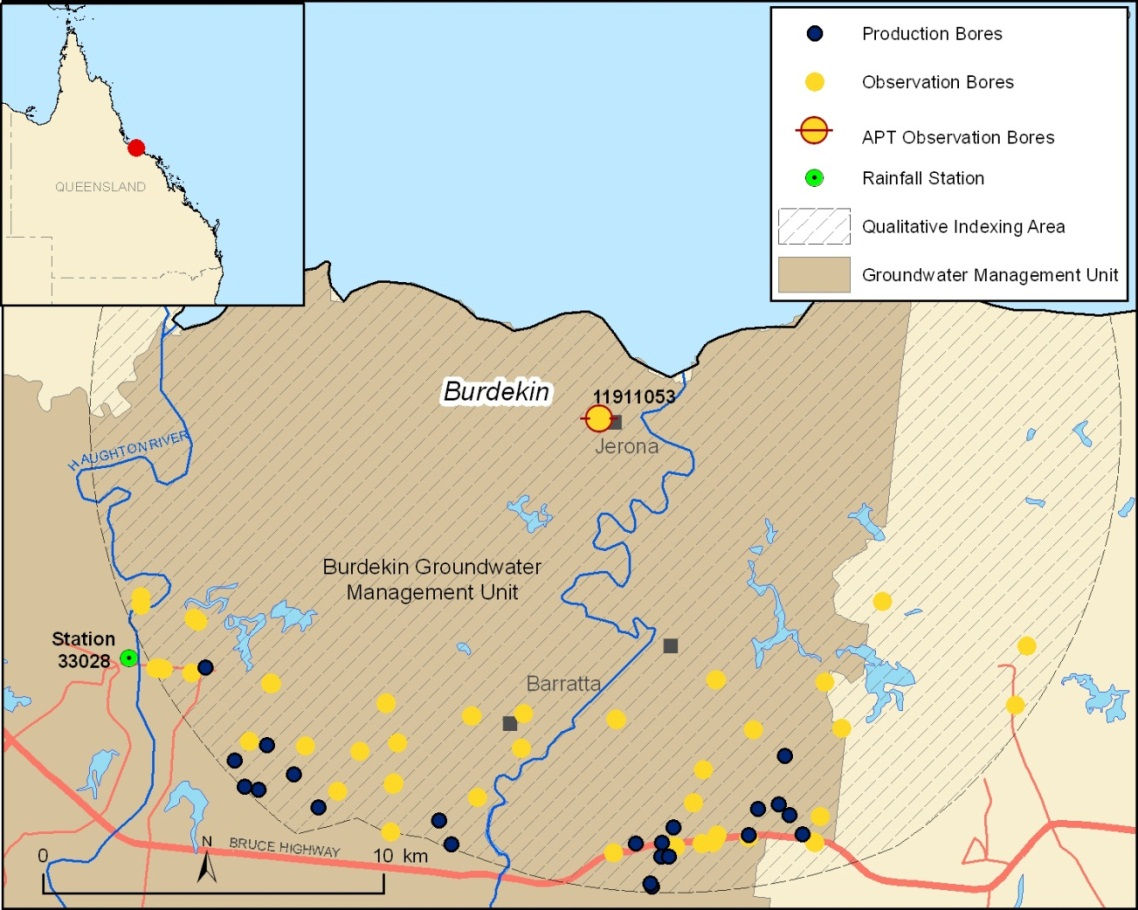 QUEENSLAND
Production Bores
Observation Bores
APT Observation Bores
Rainfall Station
Qualitative Indexing Area
Groundwater Management Unit
Burdekin
11911053
Jerona
HAUGHTON RIVER
Burdekin Groundwater
Management Unit
Station
33028
Barratta
N
BRUCE HIGHWAY
0
10 km